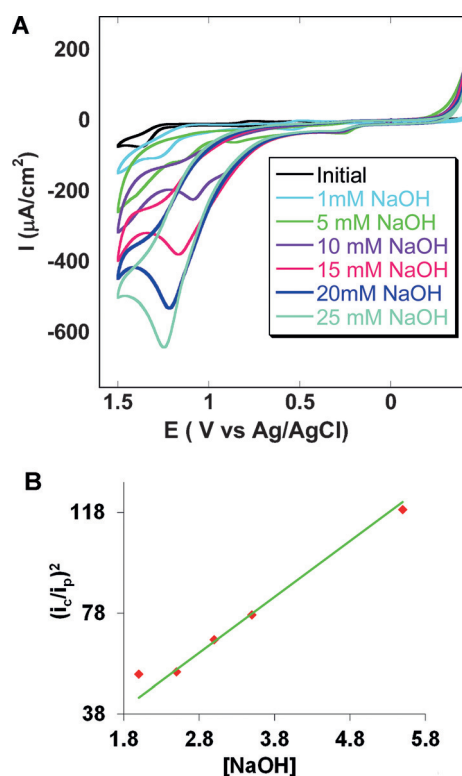 A
200
0
-200
-400
-600
I (μA/cm²)
Initial
1mM NaOH
5 mM NaOH
10 mM NaOH
15 mM NaOH
20mM NaOH
25 mM NaOH
1.5 1 0.5 0
E ( V vs Ag/AgCl)
B
118
78
38
(i_c/i_p)²
1.8 2.8 3.8 4.8 5.8
[NaOH]